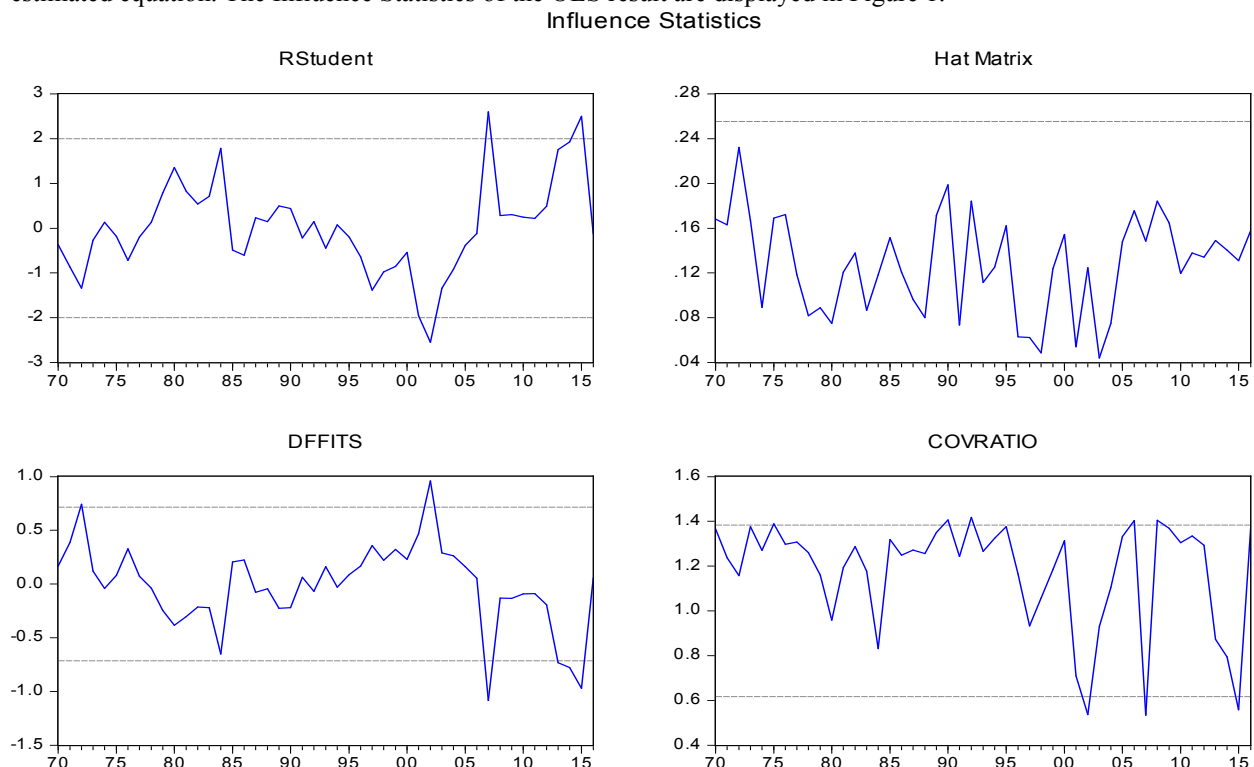 estimated equation. The Influence Statistics of the OLS result are displayed in Figure 1.
Influence Statistics
RStudent
Hat Matrix
3
2
1
0
-1
-2
-3
70 75 80 85 90 95 00 05 10 15
.28
.24
.20
.16
.12
.08
.04
70 75 80 85 90 95 00 05 10 15
DFFITS
COVRATIO
1.0
0.5
0.0
-0.5
-1.0
-1.5
70 75 80 85 90 95 00 05 10 15
1.6
1.4
1.2
1.0
0.8
0.6
0.4
70 75 80 85 90 95 00 05 10 15